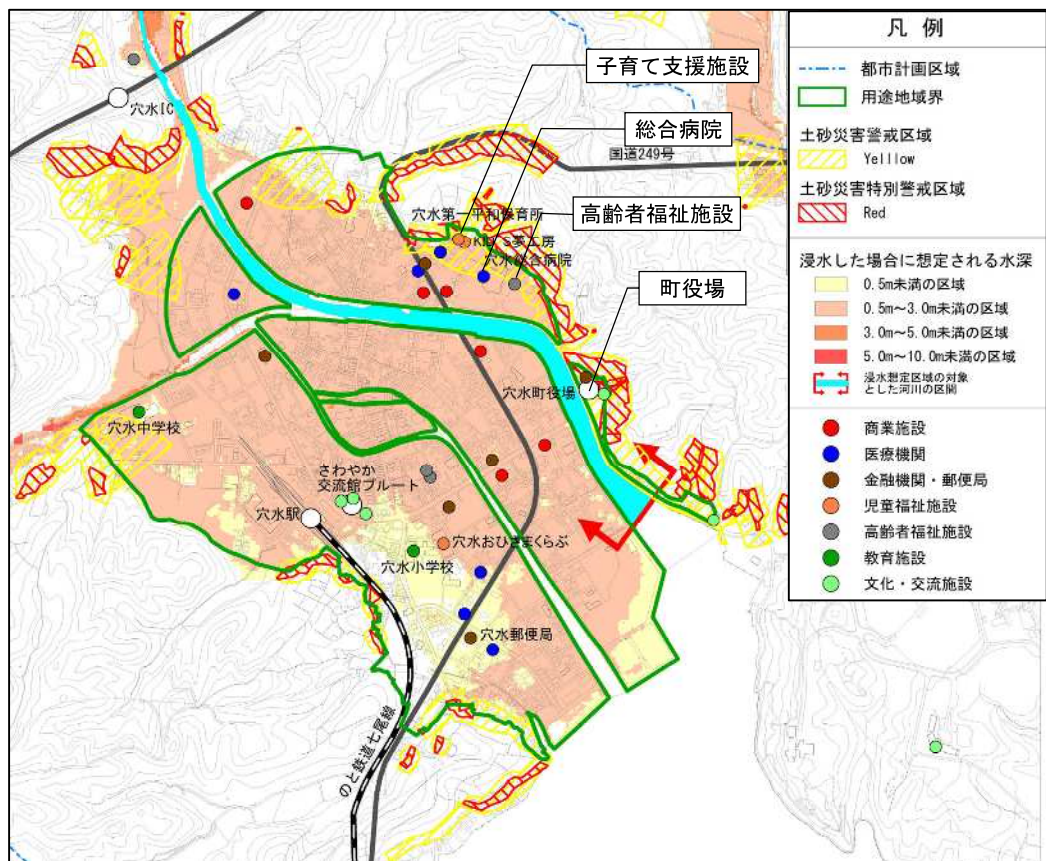 凡 例
都市計画区域
用途地域界
土砂災害警戒区域
Yelllow
土砂災害特別警戒区域
Red
浸水した場合に想定される水深
0.5m未満の区域
0.5m～3.0m未満の区域
3.0m～5.0m未満の区域
5.0m～10.0m未満の区域
浸水想定区域の対象
とした河川の区間
商業施設
医療機関
金融機関・郵便局
児童福祉施設
高齢者福祉施設
教育施設
文化・交流施設
子育て支援施設
総合病院
国道249号
高齢者福祉施設
町役場
穴水IC
穴水第一平和保育所
KID'S夢工房
穴水総合病院
穴水町役場
穴水中学校
さわやか
交流館プルート
穴水駅
穴水おひさまくらぶ
穴水小学校
穴水郵便局
のと鉄道七尾線